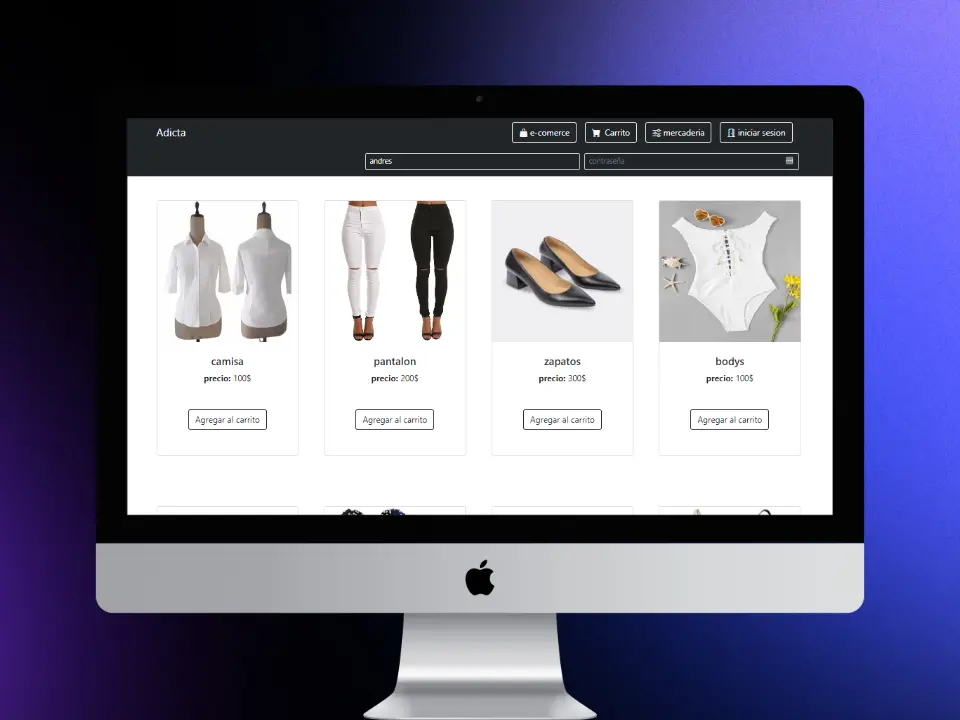 Adicta
e-comerce
Carrito
mercaderia
iniciar sesion
andres
contraseña
camisa
pantalon
zapatos
bodys
precio: 100$
precio: 200$
precio: 300$
precio: 100$
Agregar al carrito
Agregar al carrito
Agregar al carrito
Agregar al carrito